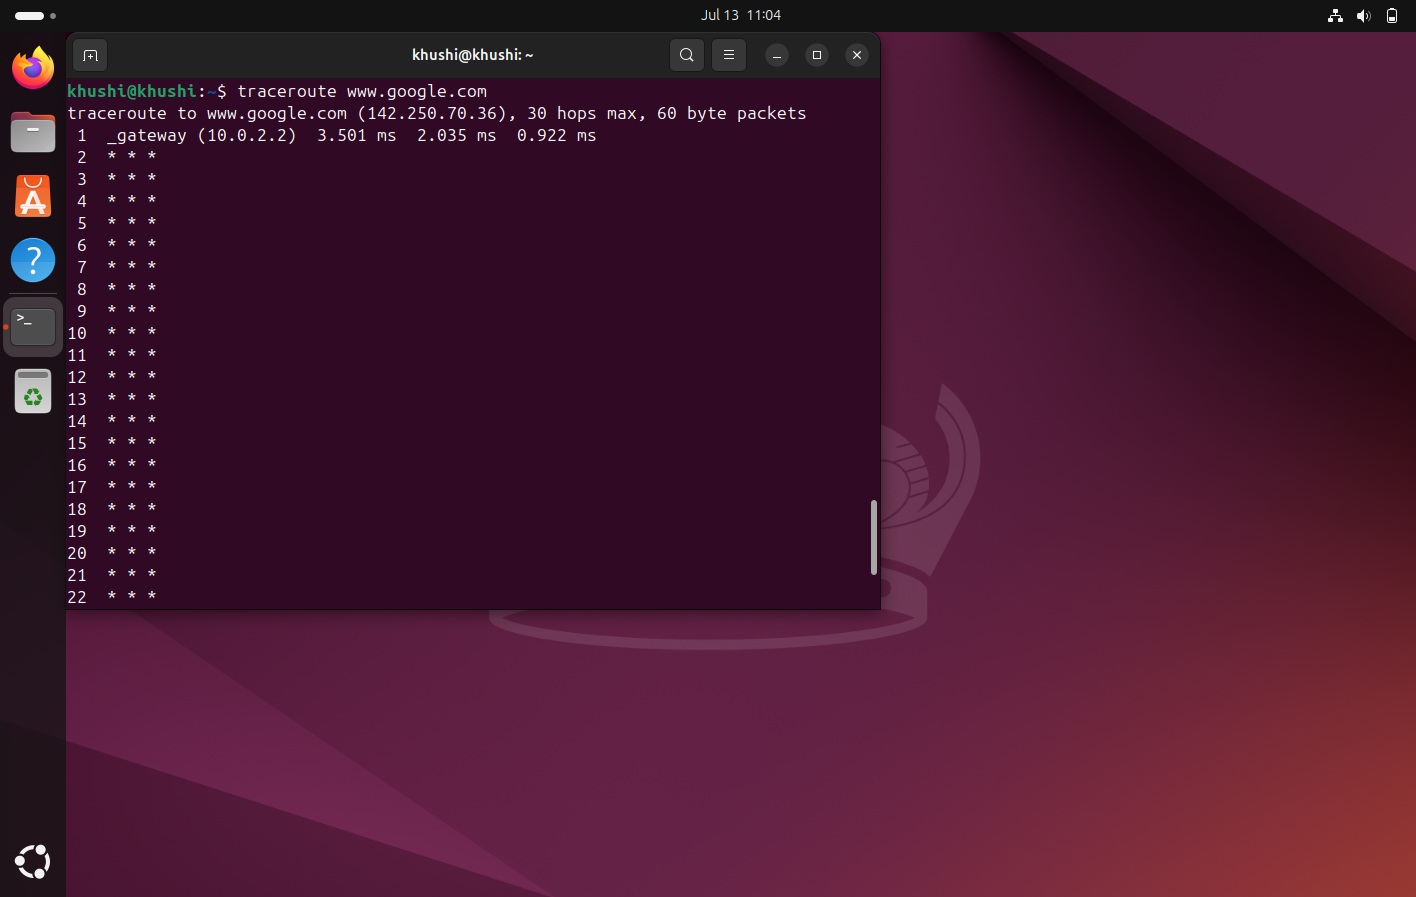 Jul 13 11:04
khushi@khushi: ~
khushi@khushi:~$ traceroute www.google.com
traceroute to www.google.com (142.250.70.36), 30 hops max, 60 byte packets
 1  _gateway (10.0.2.2)  3.501 ms  2.035 ms  0.922 ms
 2  * * *
 3  * * *
 4  * * *
 5  * * *
 6  * * *
 7  * * *
 8  * * *
 9  * * *
10  * * *
11  * * *
12  * * *
13  * * *
14  * * *
15  * * *
16  * * *
17  * * *
18  * * *
19  * * *
20  * * *
21  * * *
22  * * *